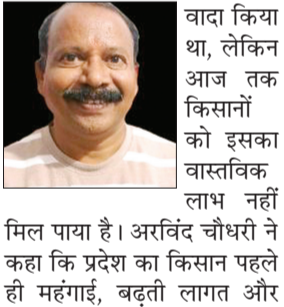 वादा किया
था, लेकिन
आज तक
किसानों
को इसका
वास्तविक
लाभ नहीं
मिल पाया है। अरविंद चौधरी ने
कहा कि प्रदेश का किसान पहले
ही महंगाई, बढ़ती लागत और